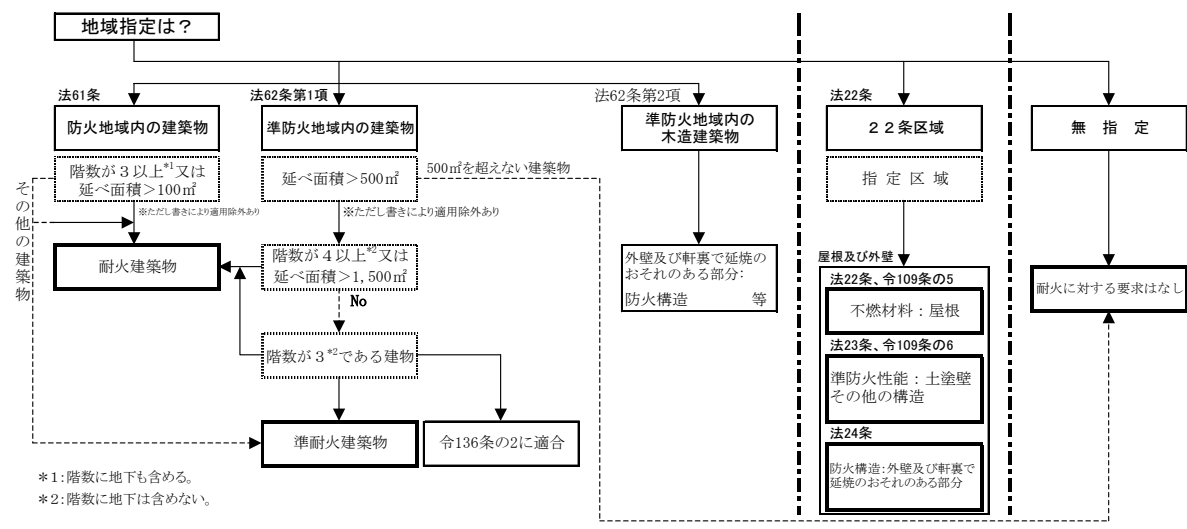 地域指定は？
法61条
防火地域内の建築物
階数が３以上*1又は
延べ面積＞100㎡
※ただし書きにより適用除外あり
その他の建築物
耐火建築物
法62条第1項
準防火地域内の建築物
延べ面積＞500㎡
500㎡を超えない建築物
※ただし書きにより適用除外あり
階数が４以上*2又は
延べ面積＞1,500㎡
No
階数が３*2である建物
準耐火建築物
令136条の2に適合
法62条第2項
準防火地域内の
木造建築物
外壁及び軒裏で延焼の
おそれのある部分:
防火構造 等
法22条
２２条区域
指 定 区 域
屋根及び外壁
法22条、令109条の5
不燃材料：屋根
法23条、令109条の6
準防火性能：土塗壁
その他の構造
法24条
防火構造:外壁及び軒裏で
延焼のおそれのある部分
無 指 定
耐火に対する要求はなし
＊1：階数に地下も含める。
＊2：階数に地下は含めない。